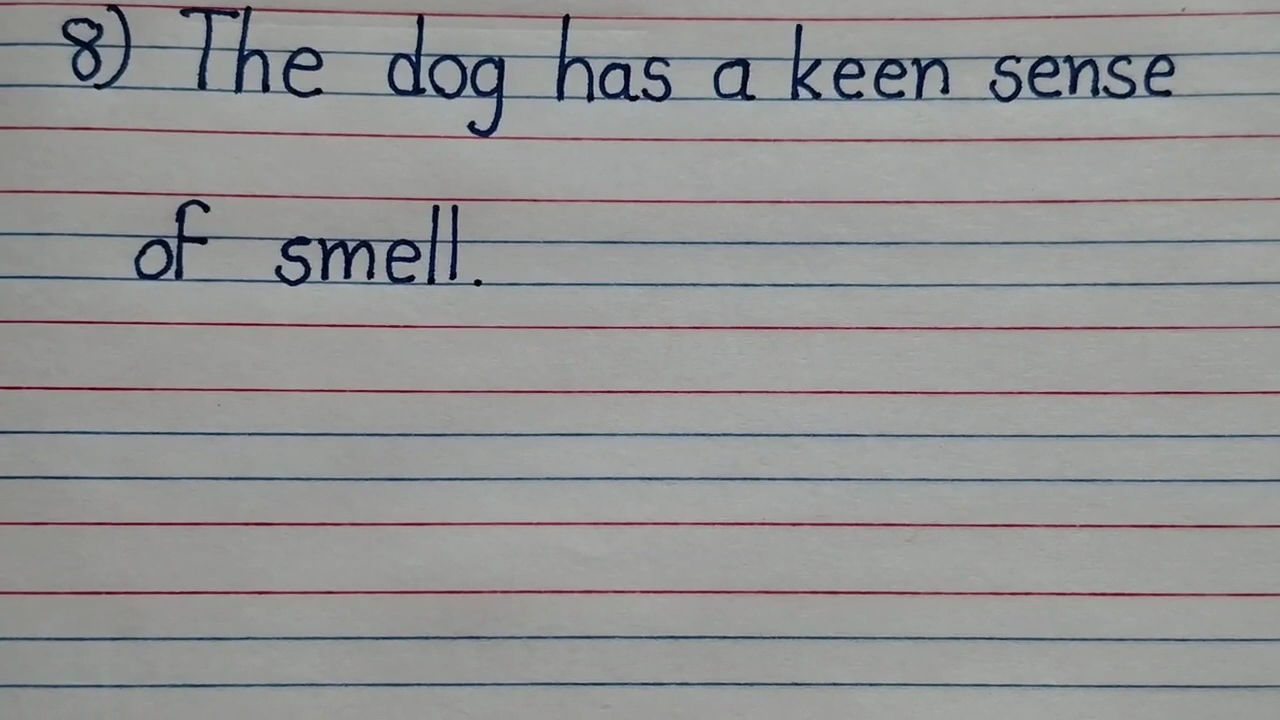 8) The dog has a keen sense
of smell.